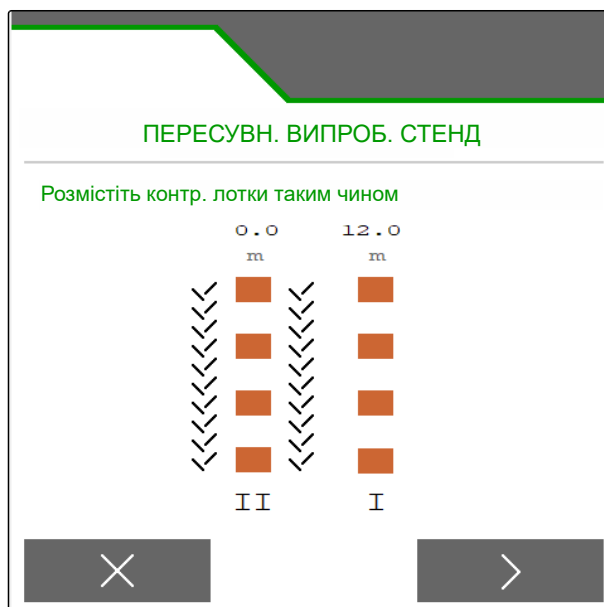 ПЕРЕСУВН. ВИПРОБ. СТЕНД
Розмістіть контр. лотки таким чином
0.0 12.0
m m
II I